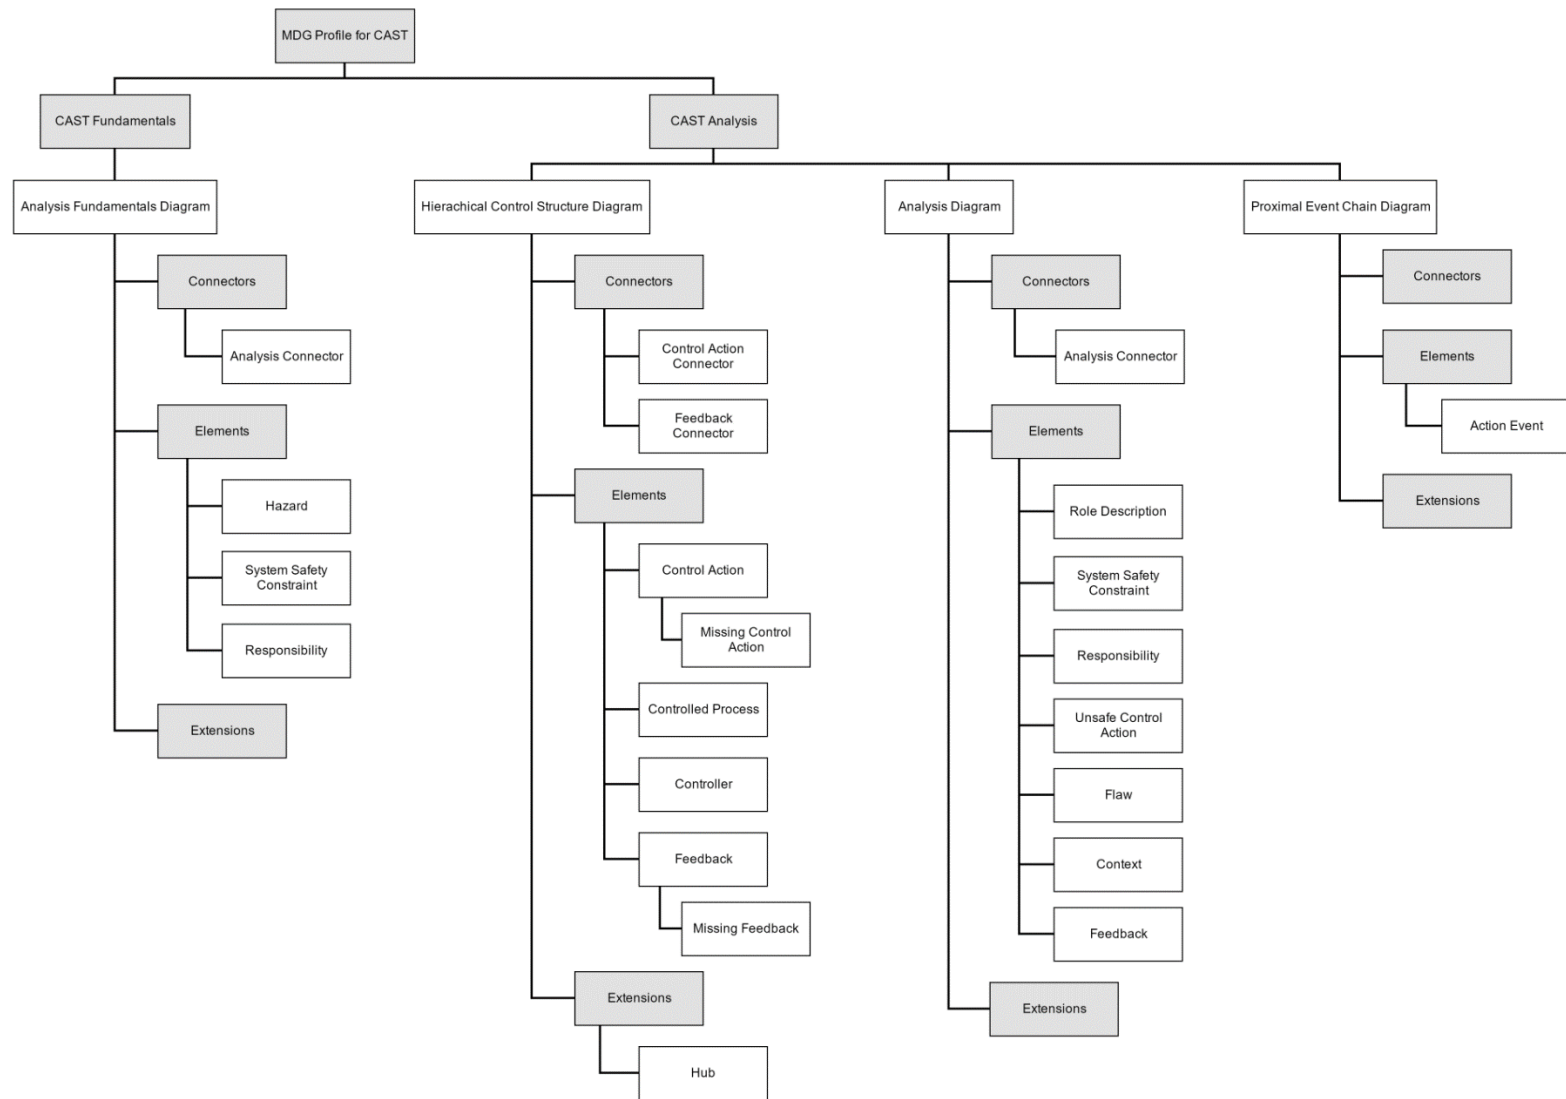 MDG Profile for CAST
CAST Fundamentals
CAST Analysis
Analysis Fundamentals Diagram
Hierachical Control Structure Diagram
Analysis Diagram
Proximal Event Chain Diagram
Connectors
Analysis Connector
Elements
Hazard
System Safety
Constraint
Responsibility
Extensions
Connectors
Control Action
Connector
Feedback
Connector
Elements
Control Action
Missing Control
Action
Controlled Process
Controller
Feedback
Missing Feedback
Extensions
Hub
Connectors
Analysis Connector
Elements
Role Description
System Safety
Constraint
Responsibility
Unsafe Control
Action
Flaw
Context
Feedback
Extensions
Connectors
Elements
Action Event
Extensions